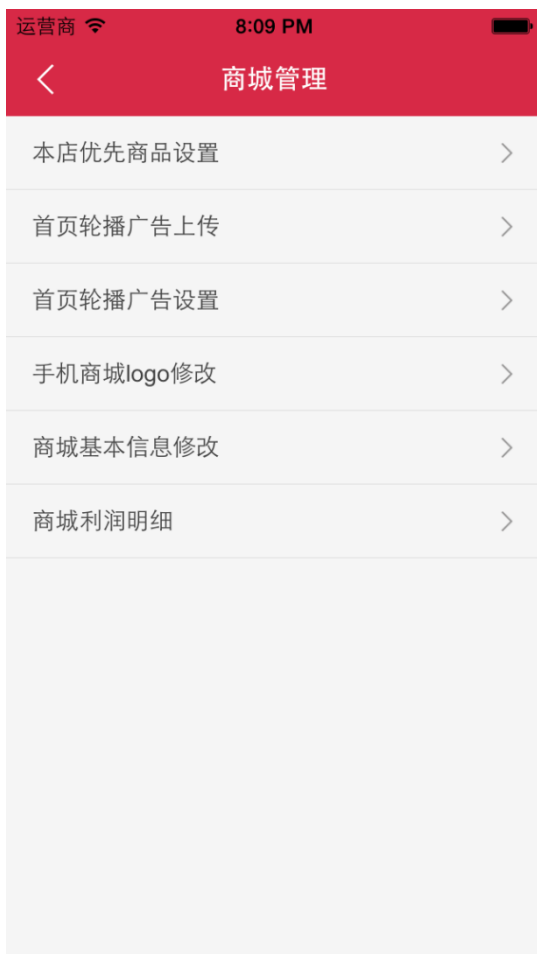 运营商 8:09 PM
商城管理
本店优先商品设置
首页轮播广告上传
首页轮播广告设置
手机商城logo修改
商城基本信息修改
商城利润明细